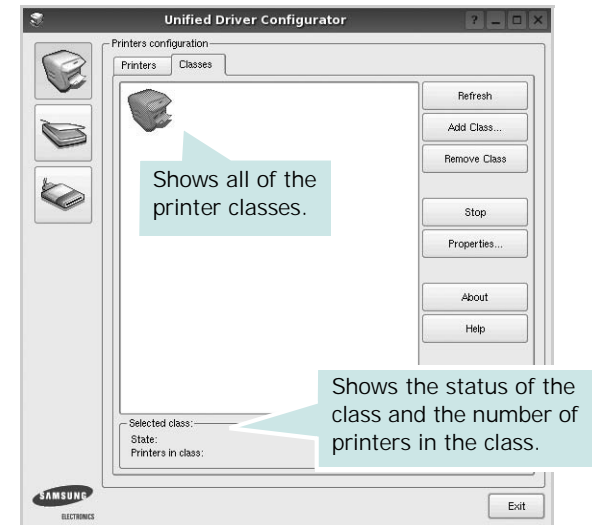 Unified Driver Configurator
Printers configuration
Printers
Classes
Refresh
Add Class...
Remove Class
Shows all of the
printer classes.
Stop
Properties...
About
Help
Shows the status of the
class and the number of
printers in the class.
Selected class:
State:
Printers in class:
SAMSUNG
ELECTRONICS
Exit